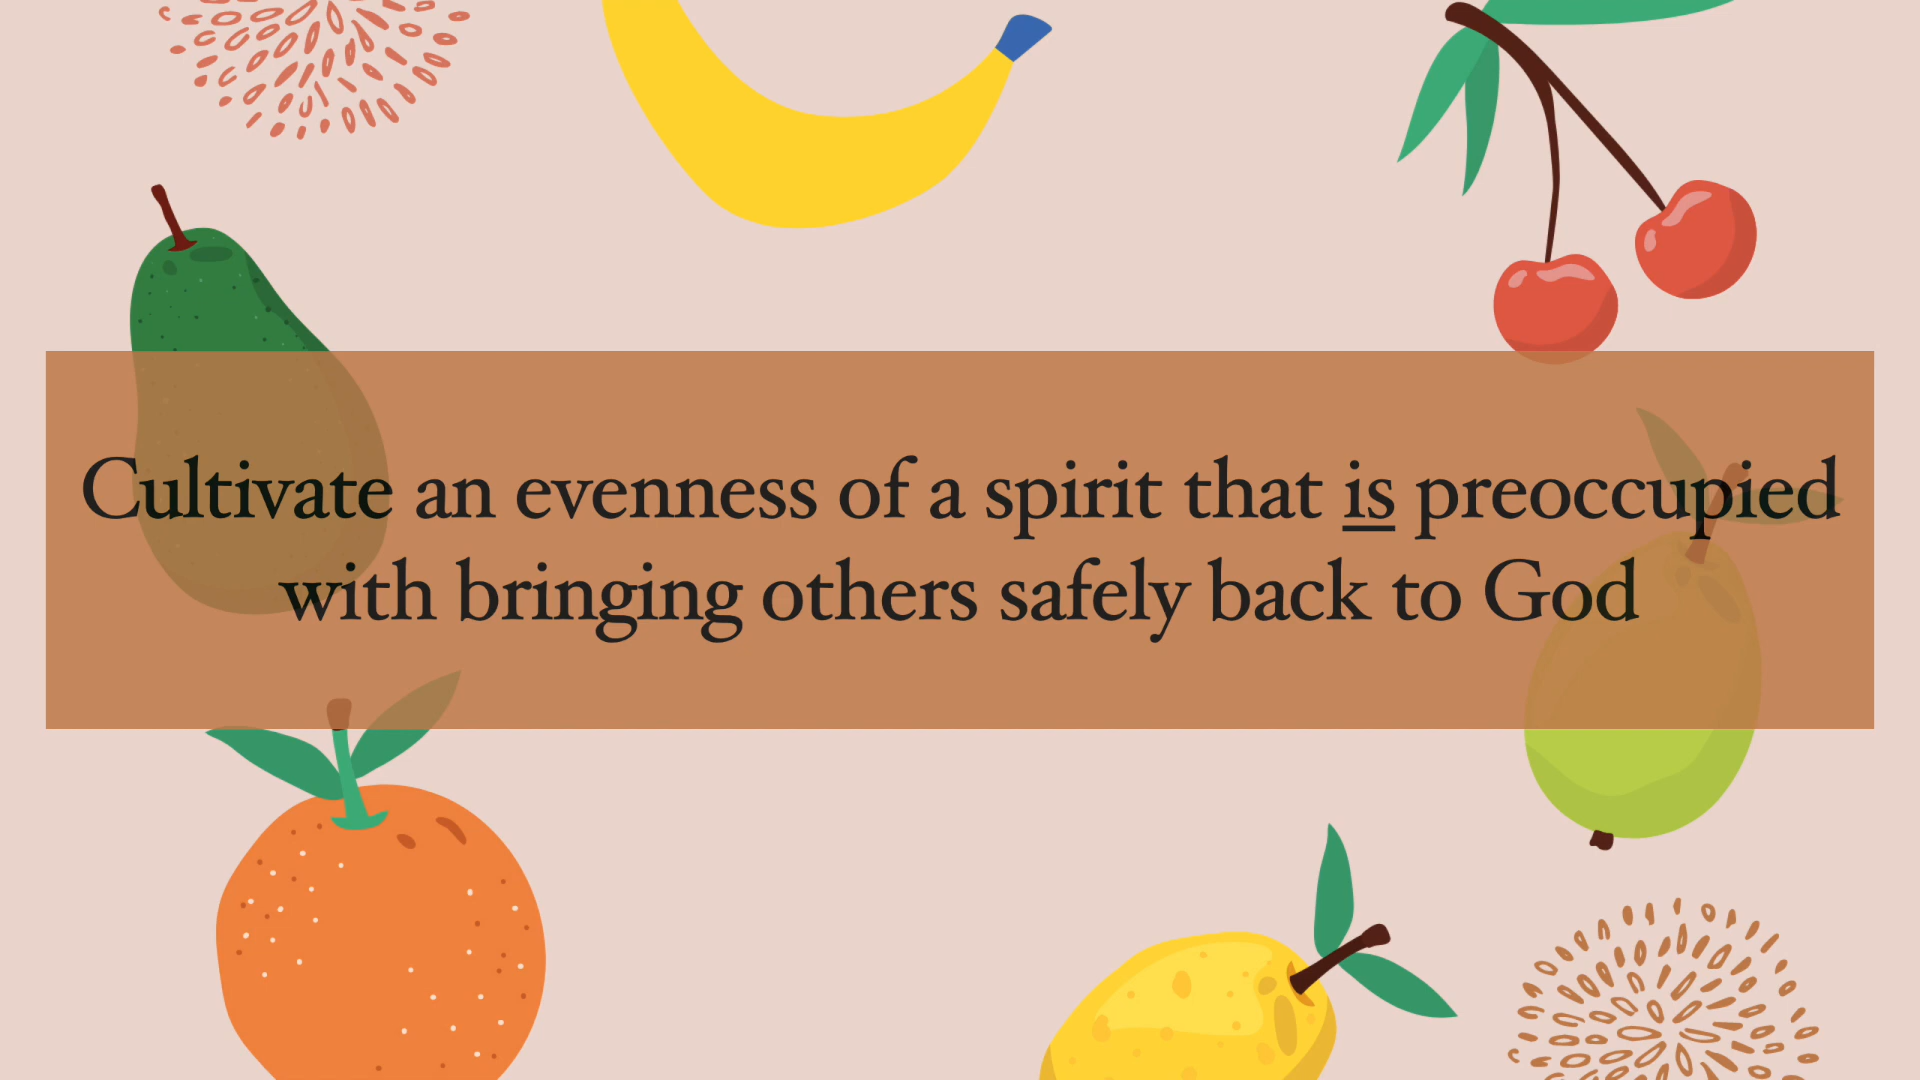 Cultivate an evenness of a spirit that is preoccupied
with bringing others safely back to God